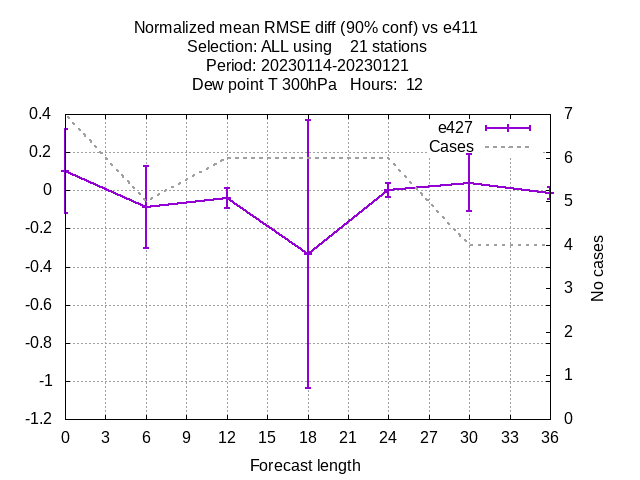 Normalized mean RMSE diff (90% conf) vs e411
Selection: ALL using    21 stations
Period: 20230114-20230121
Dew point T 300hPa   Hours:  12
e427
Cases
0.4
0.2
0
-0.2
-0.4
-0.6
-0.8
-1
-1.2
7
6
5
4
3
2
1
0
No cases
0 3 6 9 12 15 18 21 24 27 30 33 36
Forecast length